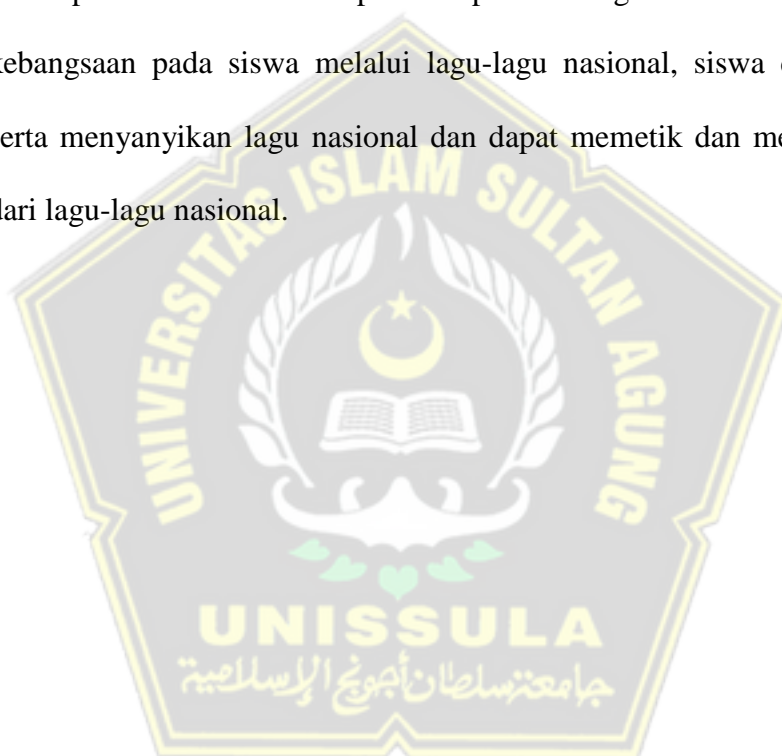 kebangsaan pada siswa melalui lagu-lagu nasional, siswa
menyanyikan lagu nasional dan dapat memetik dan
dari lagu-lagu nasional.
UNIVERSITAS ISLAM SULTAN AGUNG
UNISSULA
جامعة سلطان أجونج الإسلامية